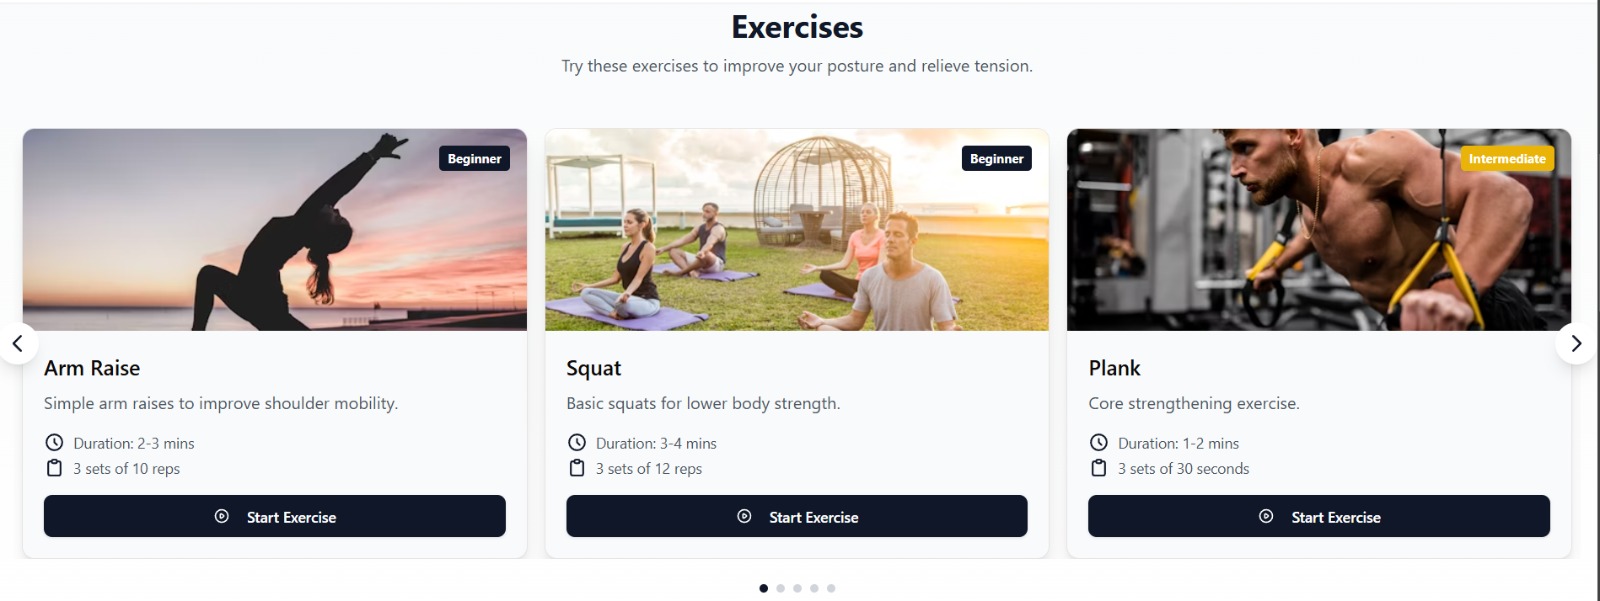 Exercises
Try these exercises to improve your posture and relieve tension.
Beginner
Arm Raise
Simple arm raises to improve shoulder mobility.
Duration: 2-3 mins
3 sets of 10 reps
Start Exercise
Beginner
Squat
Basic squats for lower body strength.
Duration: 3-4 mins
3 sets of 12 reps
Start Exercise
Intermediate
Plank
Core strengthening exercise.
Duration: 1-2 mins
3 sets of 30 seconds
Start Exercise